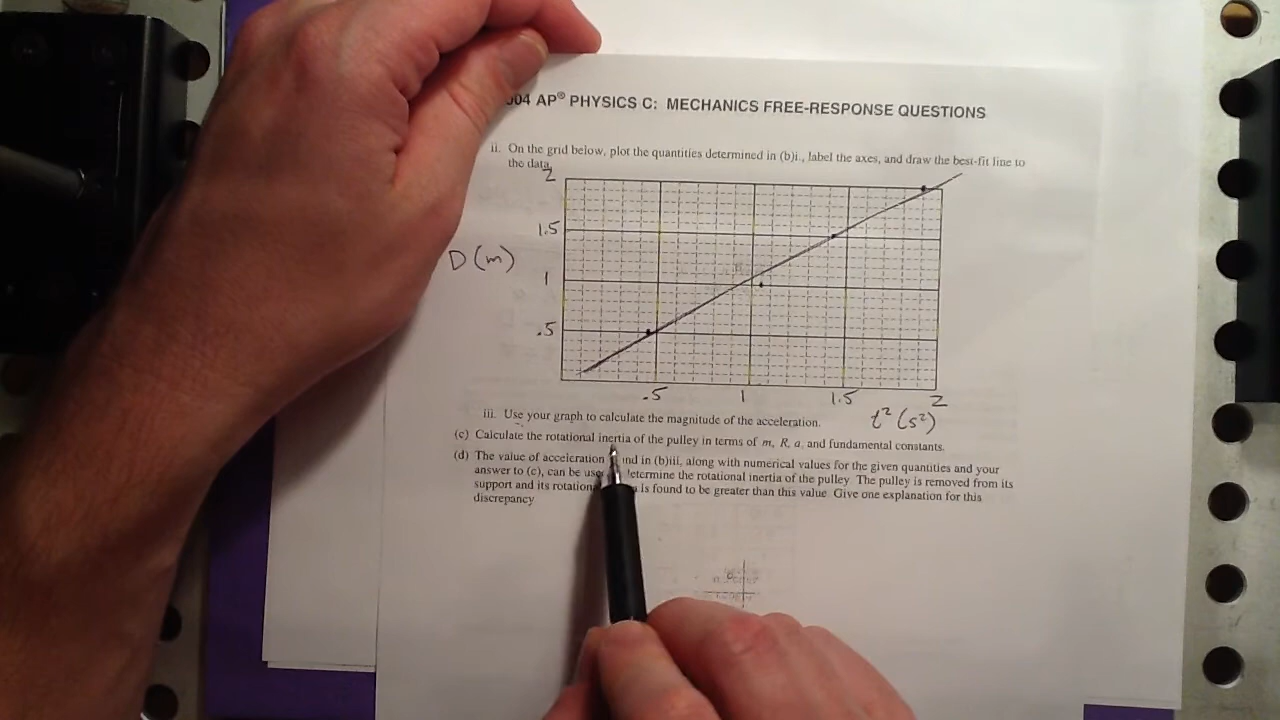 04 AP® PHYSICS C: MECHANICS FREE-RESPONSE QUESTIONS
ii. On the grid below, plot the quantities determined in (b)i., label the axes, and draw the best-fit line to
the data.
2
1.5
D (m)
1
.5
.5 1 1.5 2
t² (s²)
iii. Use your graph to calculate the magnitude of the acceleration.
(c) Calculate the rotational inertia of the pulley in terms of m, R, a, and fundamental constants.
(d) The value of acceleration in (b)iii, along with numerical values for the given quantities and your
answer to (c), can be determine the rotational inertia of the pulley. The pulley is removed from its
support and its is found to be greater than this value. Give one explanation for this
discrepancy